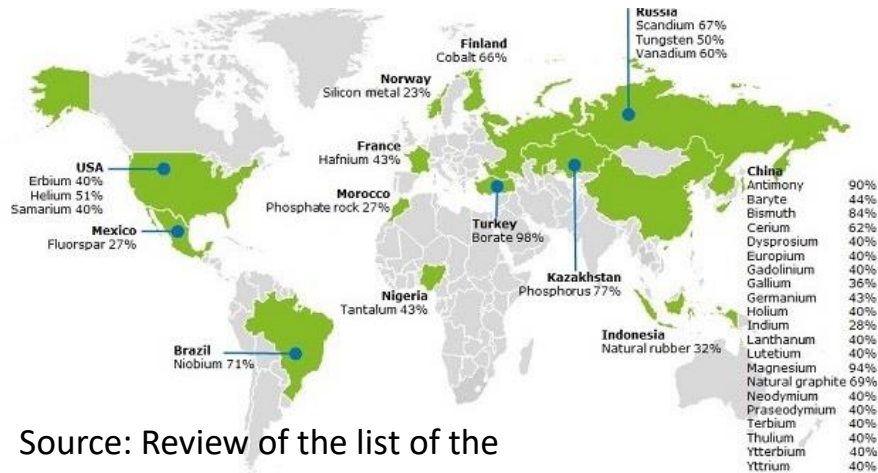 Russia
Scandium 67%
Tungsten 50%
Vanadium 60%
Finland
Cobalt 66%
Norway
Silicon metal 23%
France
Hafnium 43%
USA
Erbium 40%
Helium 51%
Samarium 40%
Morocco
Phosphate rock 27%
Mexico
Fluorspar 27%
Turkey
Borate 98%
Kazakhstan
Phosphorus 77%
Nigeria
Tantalum 43%
Brazil
Niobium 71%
Indonesia
Natural rubber 32%
China
Antimony 90%
Baryte 44%
Bismuth 84%
Cerium 62%
Dysprosium 40%
Europium 40%
Gadolinium 40%
Gallium 36%
Germanium 43%
Holium 40%
Indium 28%
Lanthanum 40%
Lutetium 40%
Magnesium 94%
Natural graphite 69%
Neodymium 40%
Praseodymium 40%
Terbium 40%
Thulium 40%
Ytterbium 40%
Yttrium 40%
Source: Review of the list of the